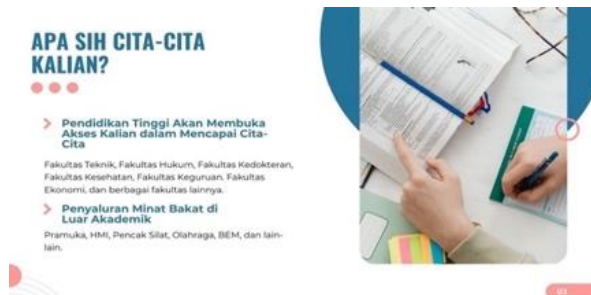 APA SIH CITA-CITA
KALIAN?
Pendidikan Tinggi Akan Membuka
Akses Kalian dalam Mencapai Cita-
Cita
Fakultas Teknik, Fakultas Hukum, Fakultas Kedokteran,
Fakultas Kesehatan, Fakultas Keguruan. Fakultas
Ekonomi, dan berbagai fakultas lainnya.
Penyaluran Minat Bakat di
Luar Akademik
Pramuka, HMI, Pencak Silat, Olahraga, BEM, dan lain-
lain.
03